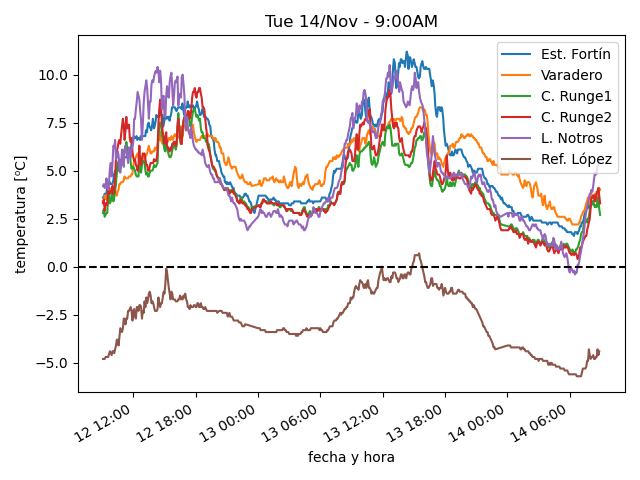 Tue 14/Nov - 9:00AM
temperatura [ºC]
10.0
7.5
5.0
2.5
0.0
−2.5
−5.0
Est. Fortín
Varadero
C. Runge1
C. Runge2
L. Notros
Ref. López
12 12:00
12 18:00
13 00:00
13 06:00
13 12:00
13 18:00
14 00:00
14 06:00
fecha y hora